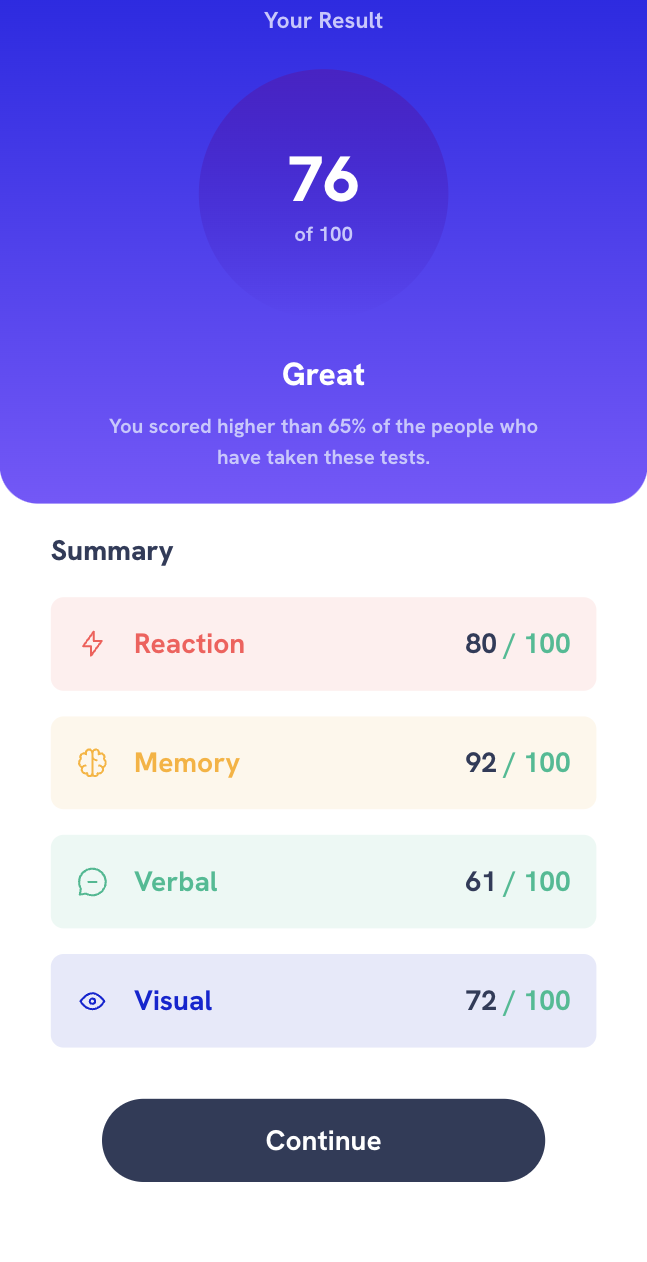 Your Result
76
of 100
Great
You scored higher than 65% of the people who
have taken these tests.
Summary
Reaction 80 / 100
Memory 92 / 100
Verbal 61 / 100
Visual 72 / 100
Continue